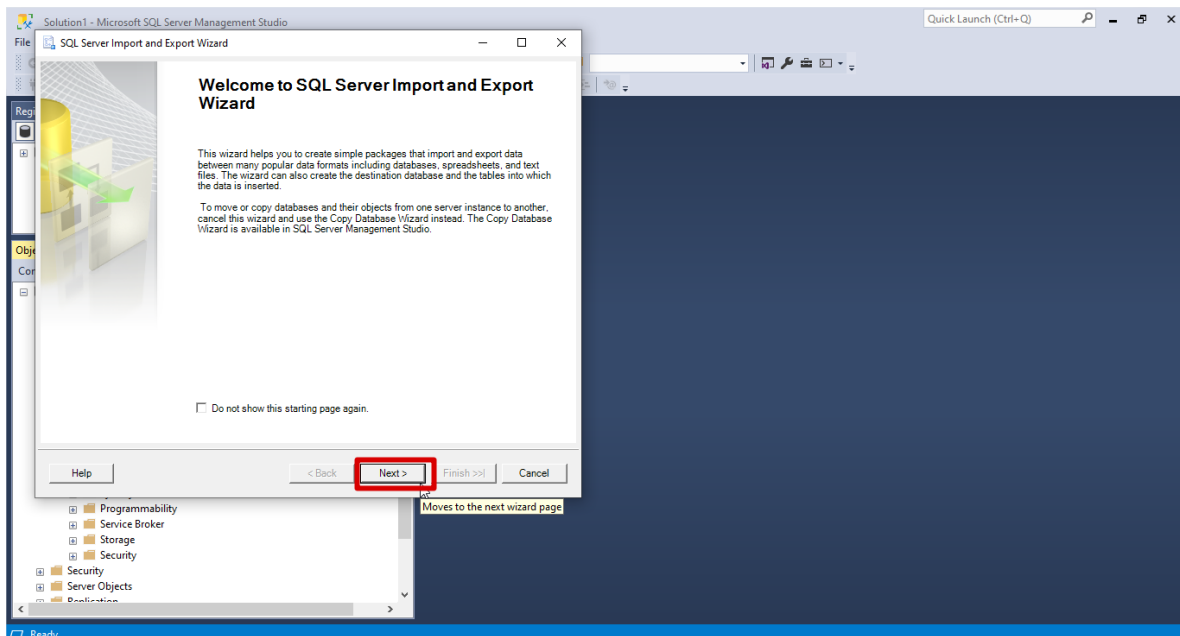 Solution1 - Microsoft SQL Server Management Studio
Quick Launch (Ctrl+Q)
File
SQL Server Import and Export Wizard
Welcome to SQL Server Import and Export
Wizard
This wizard helps you to create simple packages that import and export data
between many popular data formats including databases, spreadsheets, and text
files. The wizard can also create the destination database and the tables into which
the data is inserted.
To move or copy databases and their objects from one server instance to another,
cancel this wizard and use the Copy Database Wizard instead. The Copy Database
Wizard is available in SQL Server Management Studio.
Regi
Obje
Cor
Do not show this starting page again.
Help
< Back
Next >
Finish >>|
Cancel
Moves to the next wizard page
Programmability
Service Broker
Storage
Security
Security
Server Objects
Replication
Ready